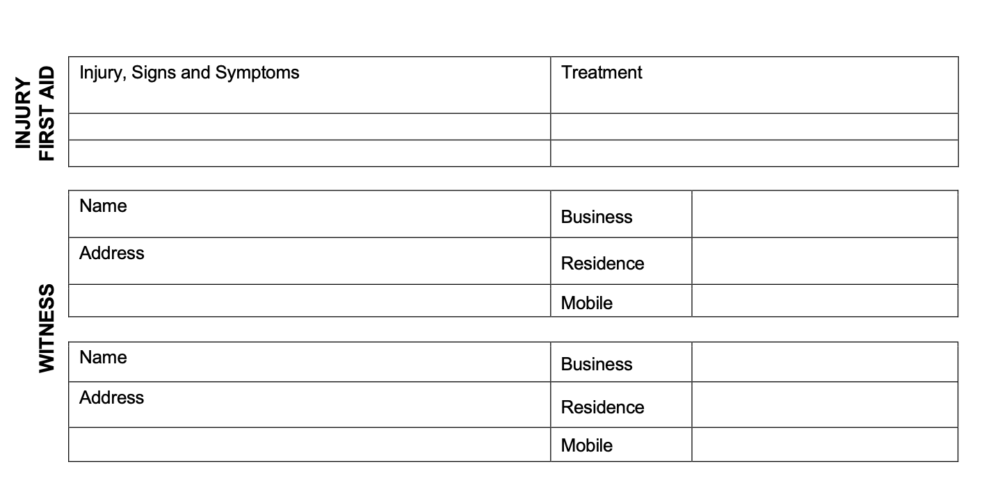 INJURY
FIRST AID
Injury, Signs and Symptoms
Treatment
WITNESS
Name
Business
Address
Residence
Mobile
Name
Business
Address
Residence
Mobile